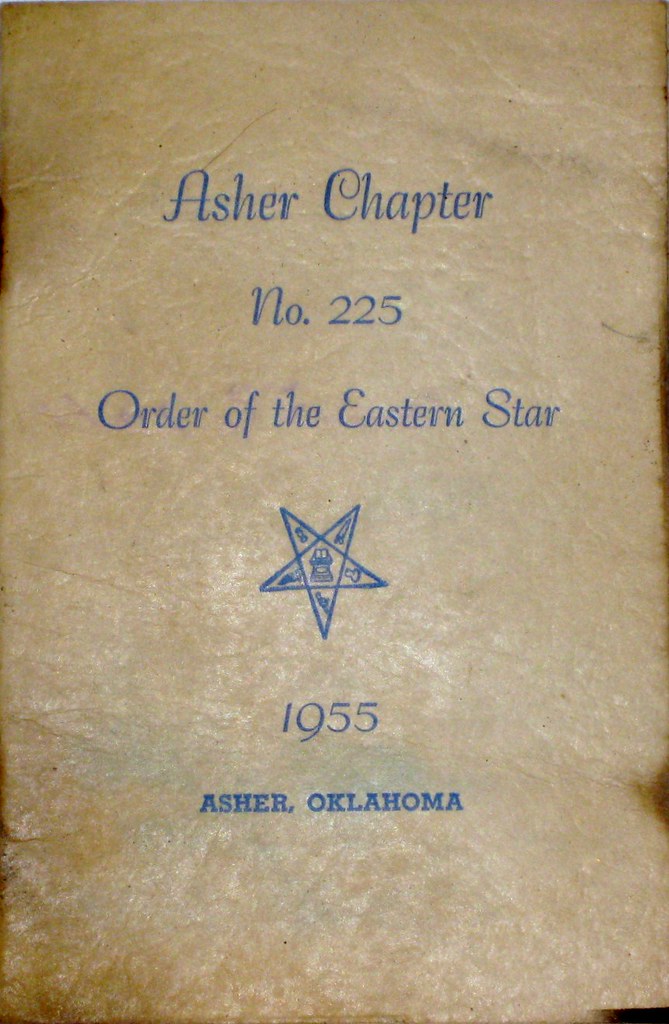 Asher Chapter
No. 225
Order of the Eastern Star
1955
ASHER, OKLAHOMA